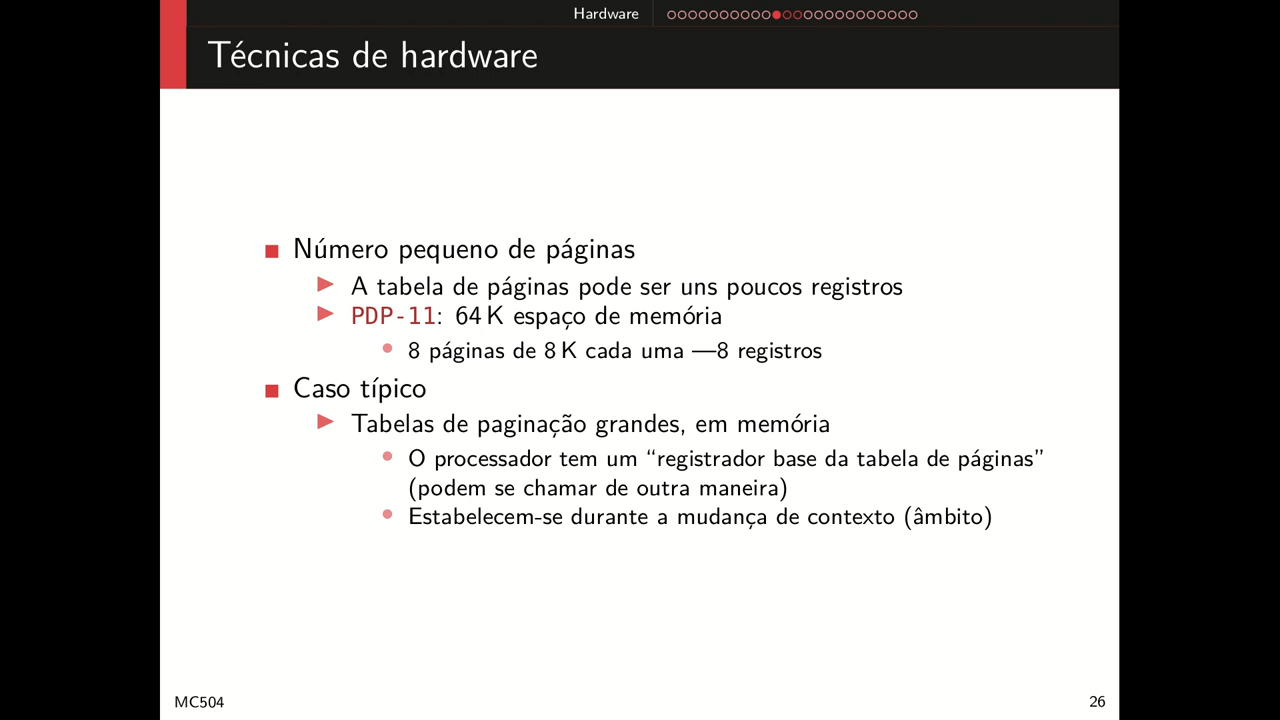 Hardware
Técnicas de hardware
Número pequeno de páginas
A tabela de páginas pode ser uns poucos registros
PDP-11: 64 K espaço de memória
8 páginas de 8 K cada uma —8 registros
Caso típico
Tabelas de paginação grandes, em memória
O processador tem um “registrador base da tabela de páginas”
(podem se chamar de outra maneira)
Estabelecem-se durante a mudança de contexto (âmbito)
MC504
26